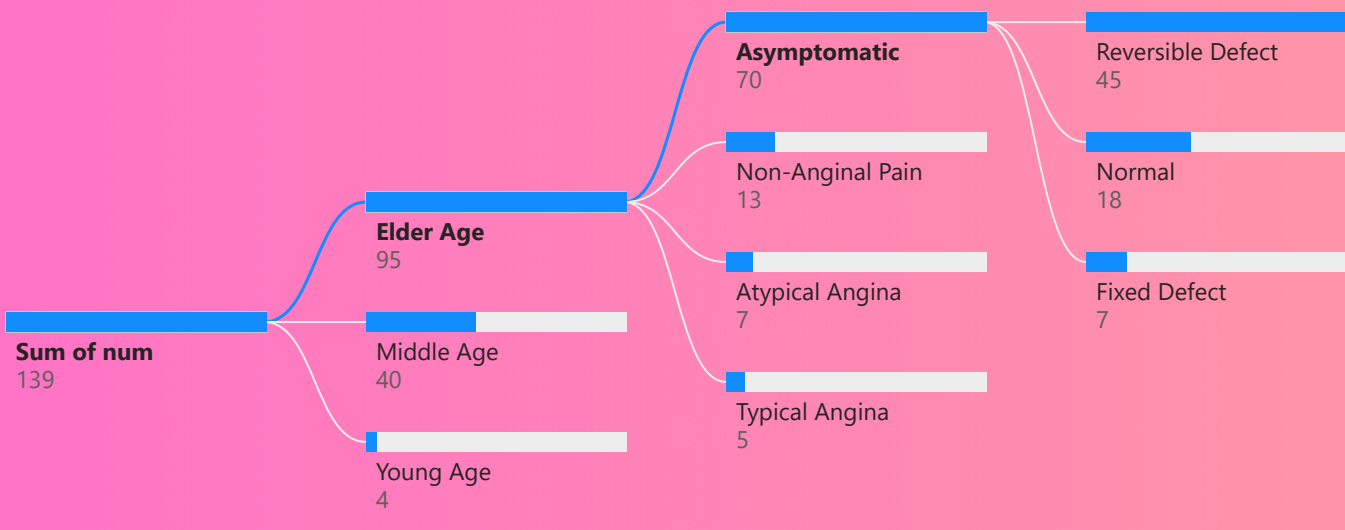 Sum of num
139
Elder Age
95
Middle Age
40
Young Age
4
Asymptomatic
70
Non-Anginal Pain
13
Atypical Angina
7
Typical Angina
5
Reversible Defect
45
Normal
18
Fixed Defect
7